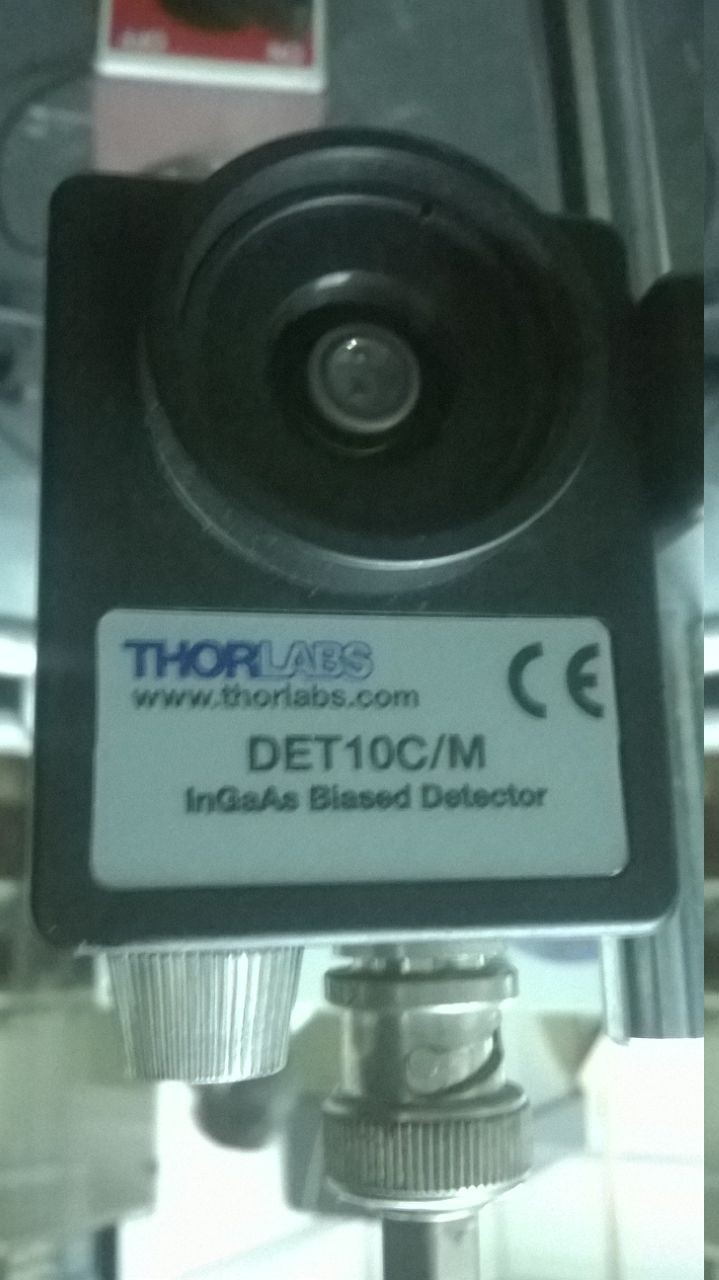 THORLABS
www.thorlabs.com
CE
DET10C/M
InGaAs Biased Detector